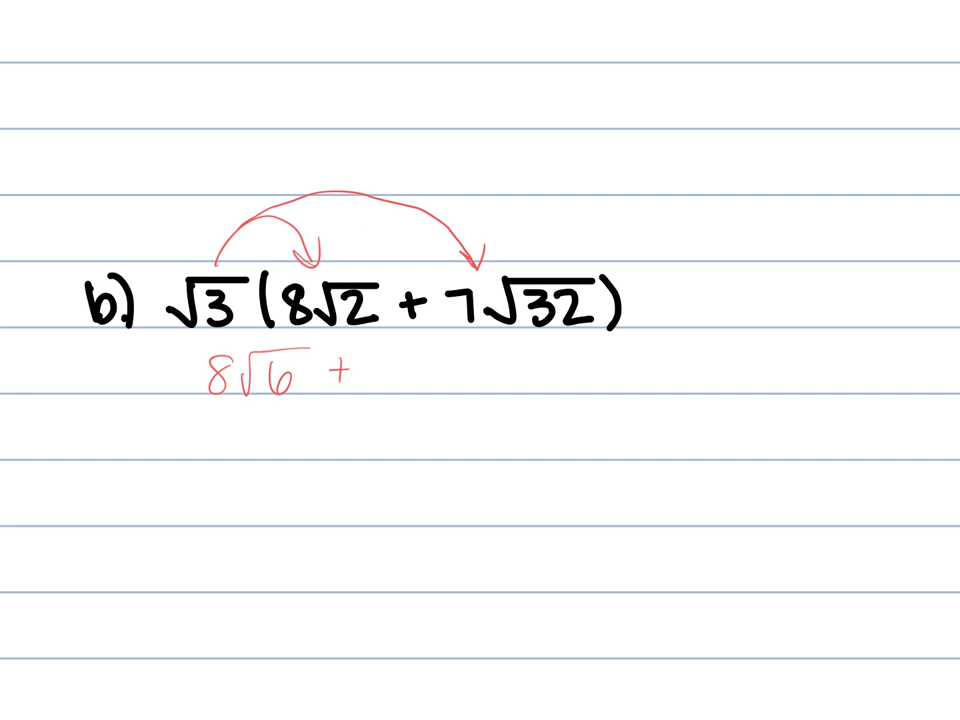 b.) √3 (8√2 + 7√32)
8√6 +